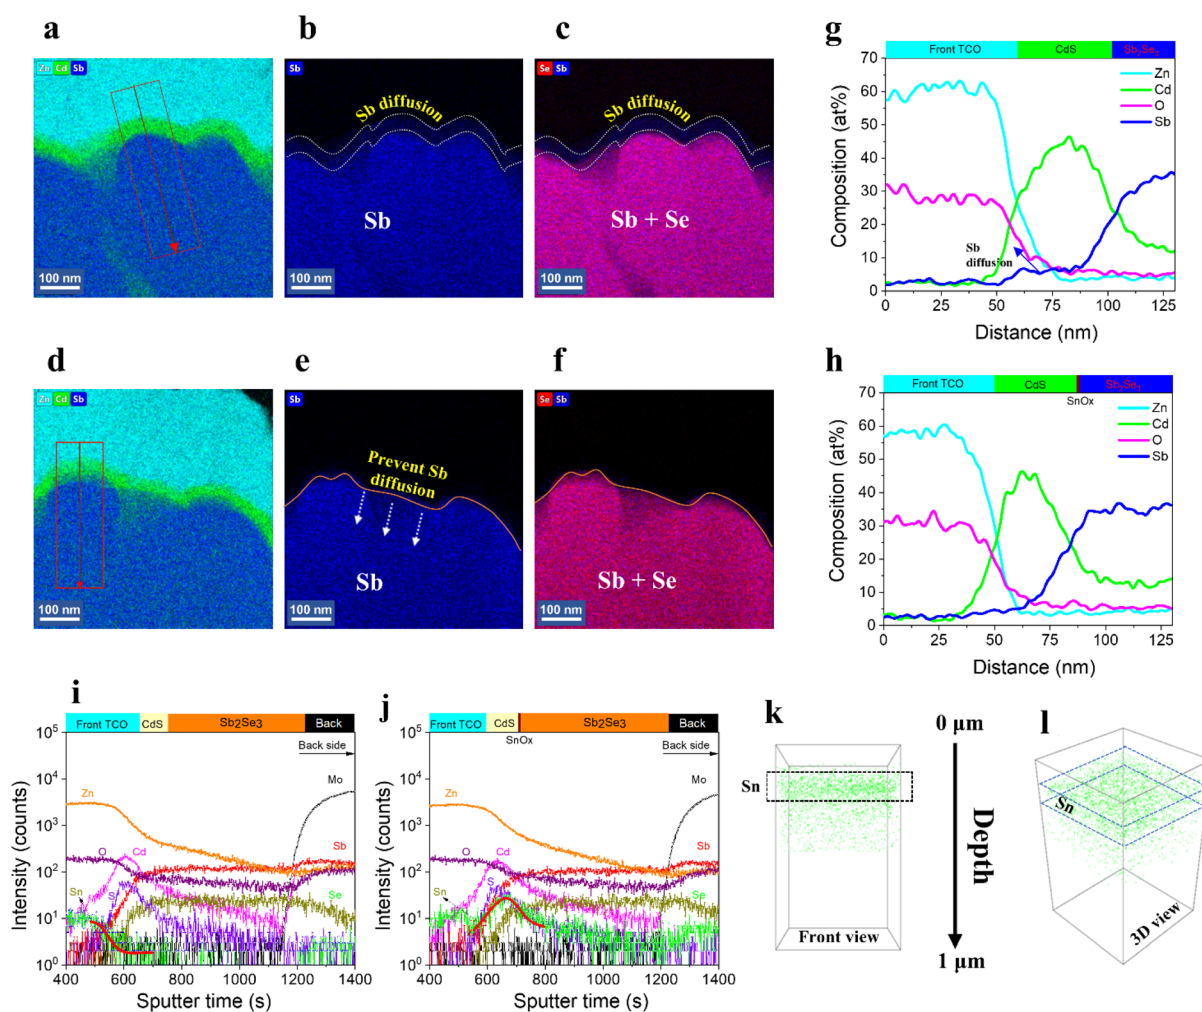 a
b
c
g
Zn Cd Sb
Sb
Se Sb
Sb diffusion
Sb diffusion
Sb
Sb + Se
100 nm
100 nm
100 nm
Front TCO
CdS
Sb2Se3
Zn
Cd
O
Sb
Sb
diffusion
Composition (at%)
70
60
50
40
30
20
10
0
0 25 50 75 100 125
Distance (nm)
d
e
f
h
Zn Cd Sb
Sb
Se Sb
Prevent Sb
diffusion
Sb
Sb + Se
100 nm
100 nm
100 nm
Front TCO
CdS
Sb2Se3
SnOx
Zn
Cd
O
Sb
Composition (at%)
70
60
50
40
30
20
10
0
0 25 50 75 100 125
Distance (nm)
i
Front TCO
CdS
Sb2Se3
Back
Back side
Mo
Zn
O
Cd
Sb
Sn
S
Se
Intensity (counts)
10^5
10^4
10^3
10^2
10^1
10^0
400 600 800 1000 1200 1400
Sputter time (s)
j
Front TCO
CdS
Sb2Se3
Back
SnOx
Back side
Mo
Zn
O
Cd
Sb
Sn
S
Se
Intensity (counts)
10^5
10^4
10^3
10^2
10^1
10^0
400 600 800 1000 1200 1400
Sputter time (s)
k
Sn
Front view
0 µm
Depth
1 µm
l
Sn
3D view